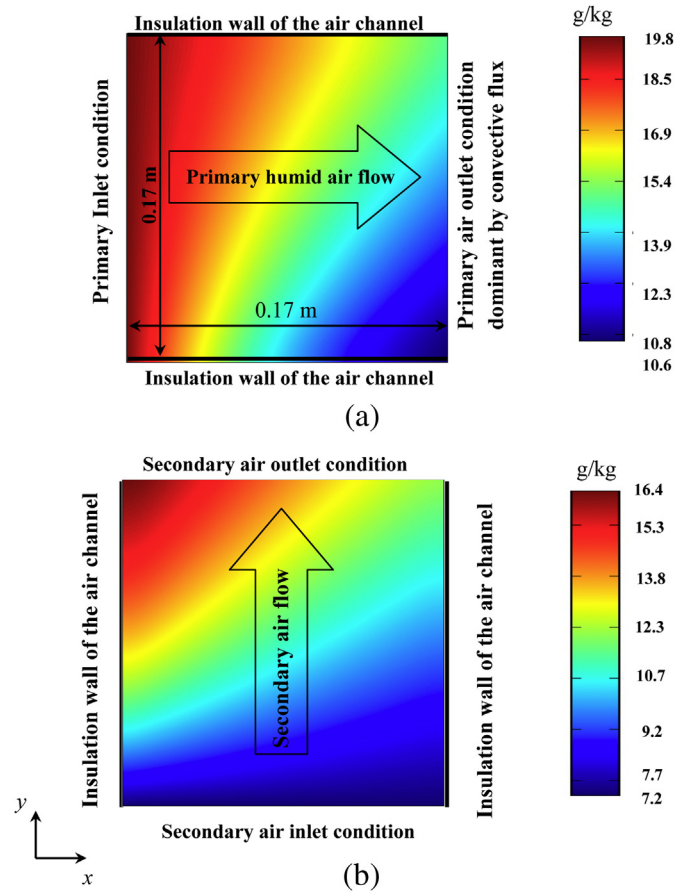 Insulation wall of the air channel
g/kg
Primary Inlet condition
0.17 m
Primary humid air flow
0.17 m
Primary air outlet condition
dominant by convective flux
19.8
18.5
16.9
15.4
13.9
12.3
10.8
10.6
Insulation wall of the air channel
(a)
Secondary air outlet condition
g/kg
Insulation wall of the air channel
Secondary air flow
Insulation wall of the air channel
16.4
15.3
13.8
12.3
10.7
9.2
7.7
7.2
y
x
Secondary air inlet condition
(b)